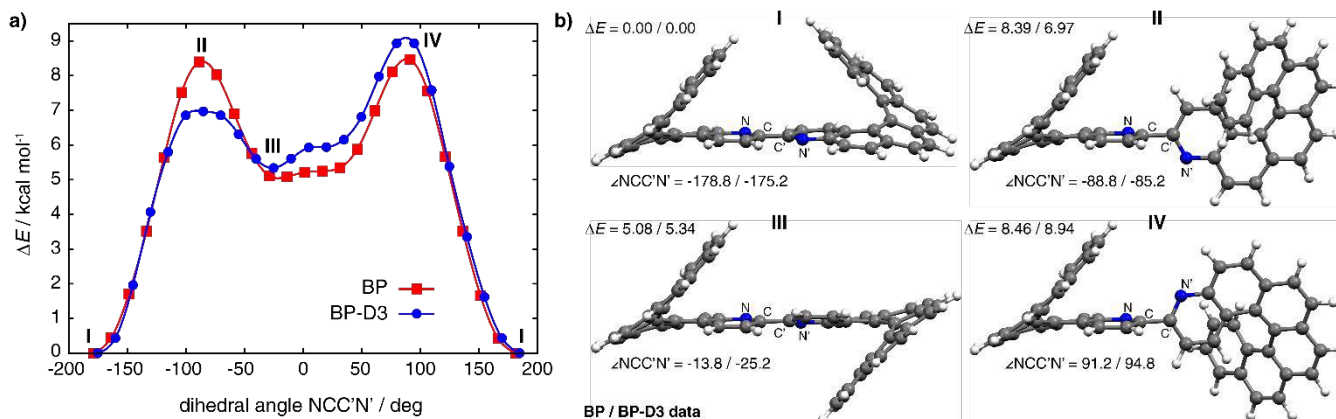 a)
ΔE / kcal mol⁻¹
9
8
7
6
5
4
3
2
1
0
-200 -150 -100 -50 0 50 100 150 200
dihedral angle NCC'N' / deg
I
II
III
IV
I
BP
BP-D3
b)
I
ΔE = 0.00 / 0.00
N
C
C'
N'
∠NCC'N' = -178.8 / -175.2
II
ΔE = 8.39 / 6.97
N
C
C'
N'
∠NCC'N' = -88.8 / -85.2
III
ΔE = 5.08 / 5.34
N
C
C'
N'
∠NCC'N' = -13.8 / -25.2
BP / BP-D3 data
IV
ΔE = 8.46 / 8.94
N'
N
C
C'
∠NCC'N' = 91.2 / 94.8